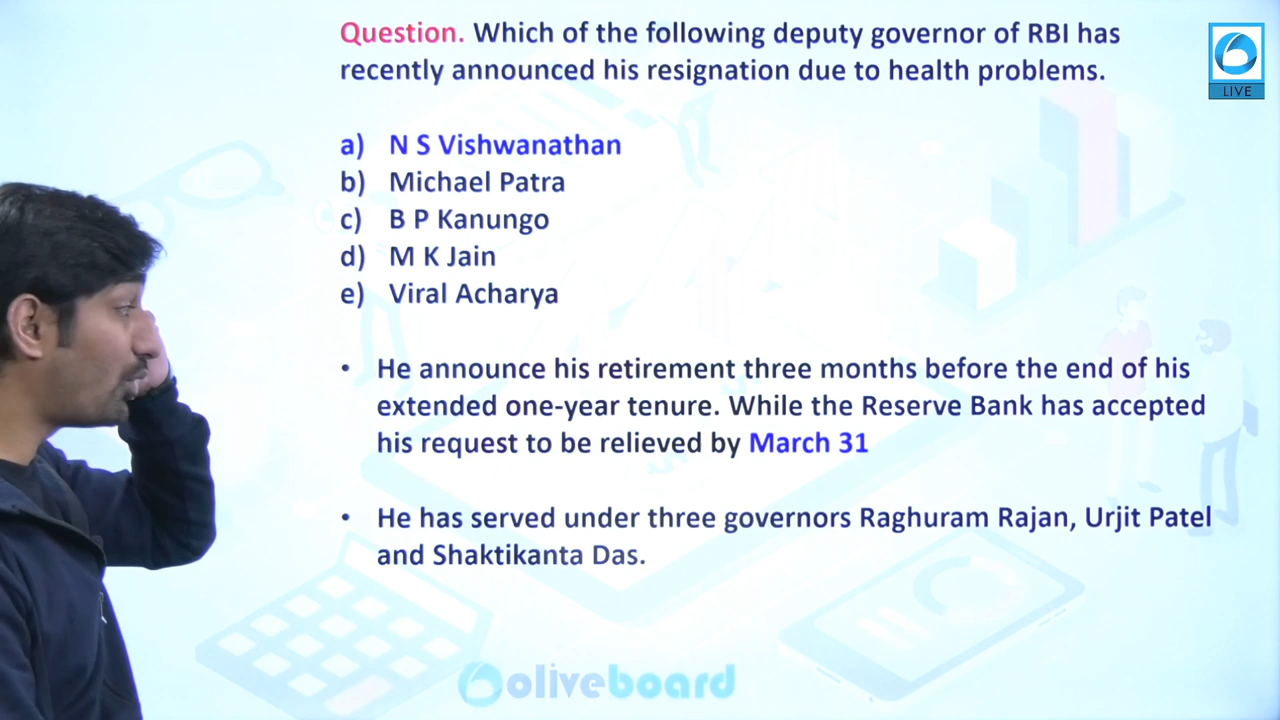 Question. Which of the following deputy governor of RBI has
recently announced his resignation due to health problems.
LIVE
a) N S Vishwanathan
b) Michael Patra
c) B P Kanungo
d) M K Jain
e) Viral Acharya
• He announce his retirement three months before the end of his
extended one-year tenure. While the Reserve Bank has accepted
his request to be relieved by March 31
• He has served under three governors Raghuram Rajan, Urjit Patel
and Shaktikanta Das.
oliveboard